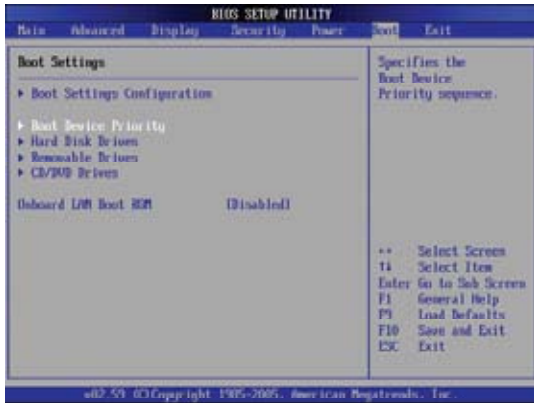 BIOS SETUP UTILITY
Main Advanced Display Security Power Boot Exit
Boot Settings
Specifies the
Boot Device
Priority sequence.
▶ Boot Settings Configuration
▶ Boot Device Priority
▶ Hard Disk Drives
▶ Removable Drives
▶ CD/DVD Drives
Onboard LAN Boot ROM [Disabled]
↔ Select Screen
↑↓ Select Item
Enter Go to Sub Screen
F1 General Help
F9 Load Defaults
F10 Save and Exit
ESC Exit
v02.59 (C)Copyright 1985-2005, American Megatrends, Inc.